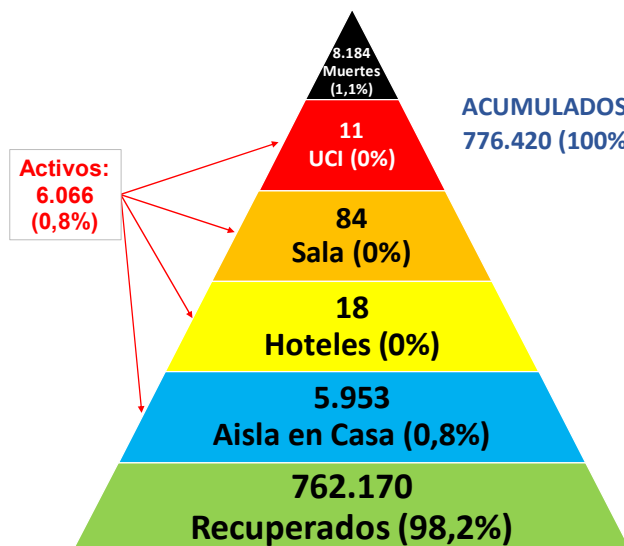 8.184
Muertes
(1,1%)
ACUMULADOS
776.420 (100%
11
UCI (0%)
Activos:
6.066
(0,8%)
84
Sala (0%)
18
Hoteles (0%)
5.953
Aisla en Casa (0,8%)
762.170
Recuperados (98,2%)